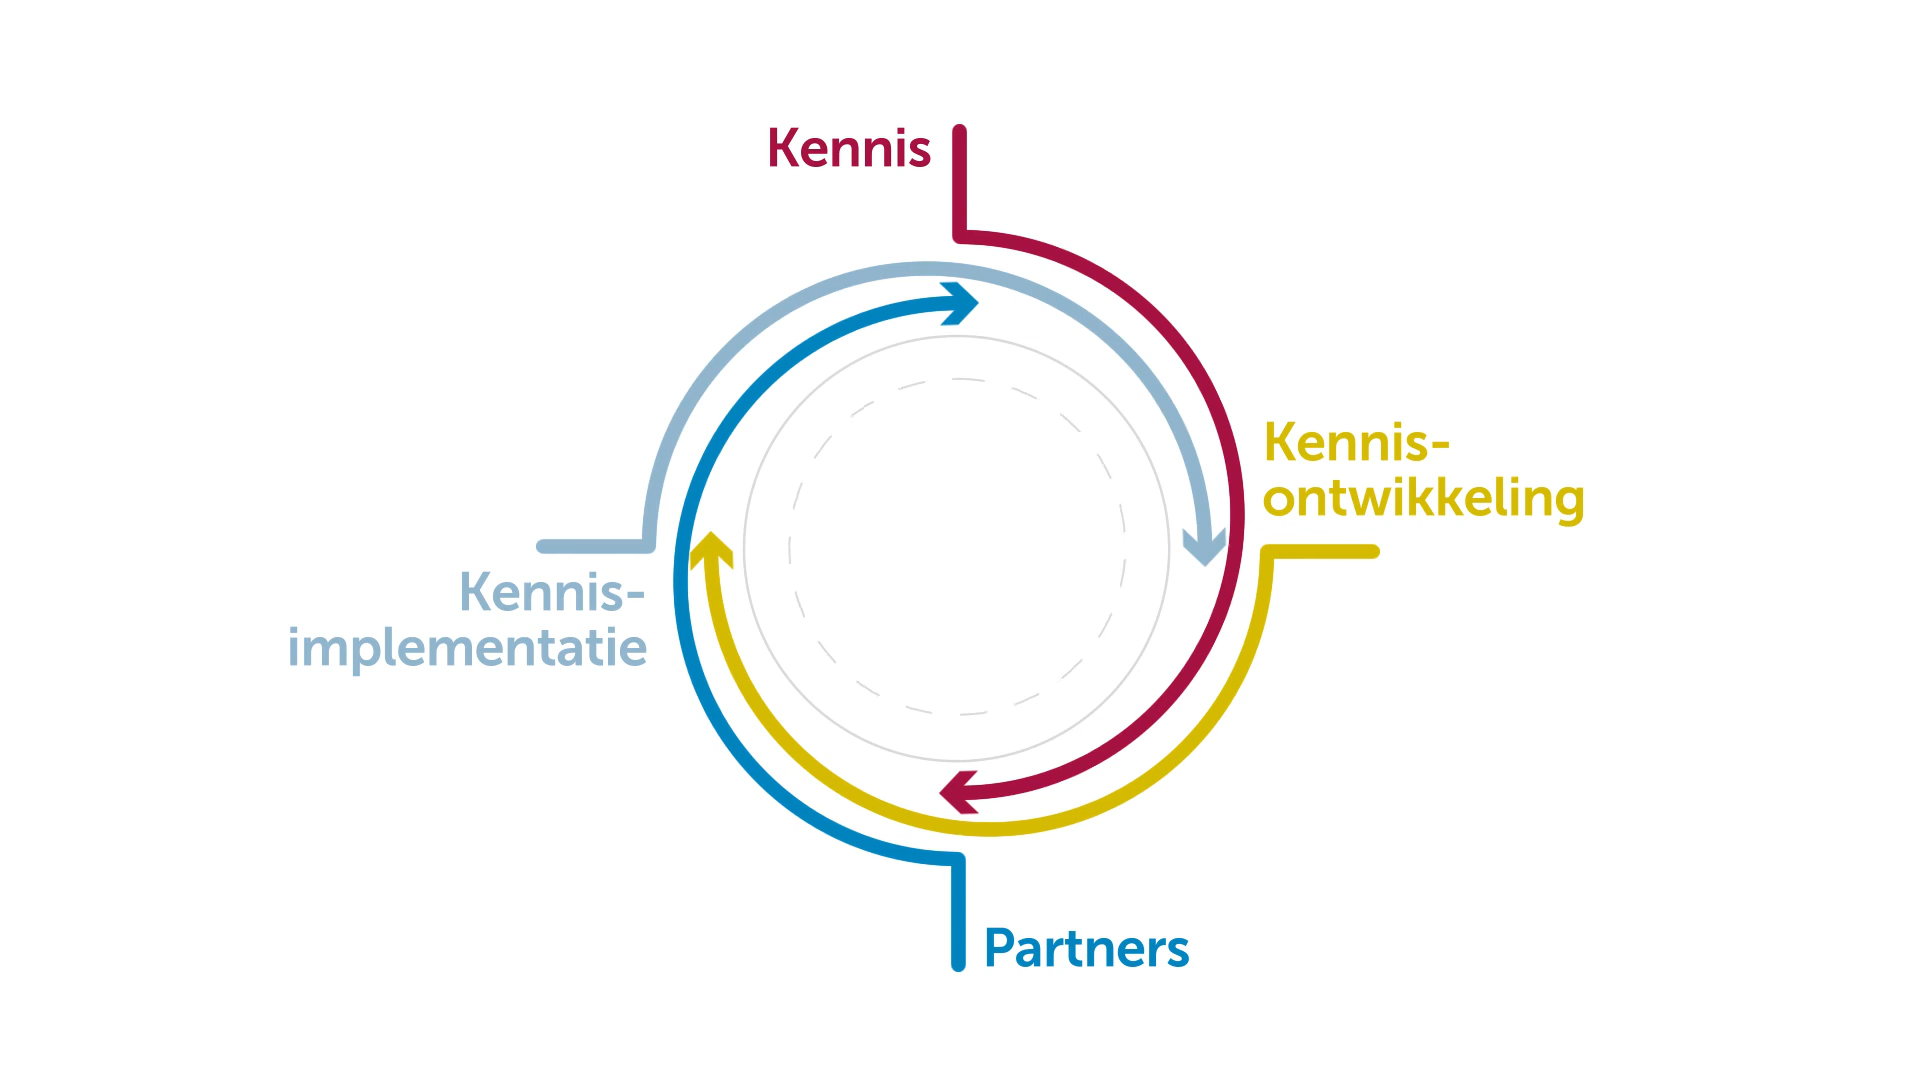 Kennis
Kennis-
ontwikkeling
Kennis-
implementatie
Partners